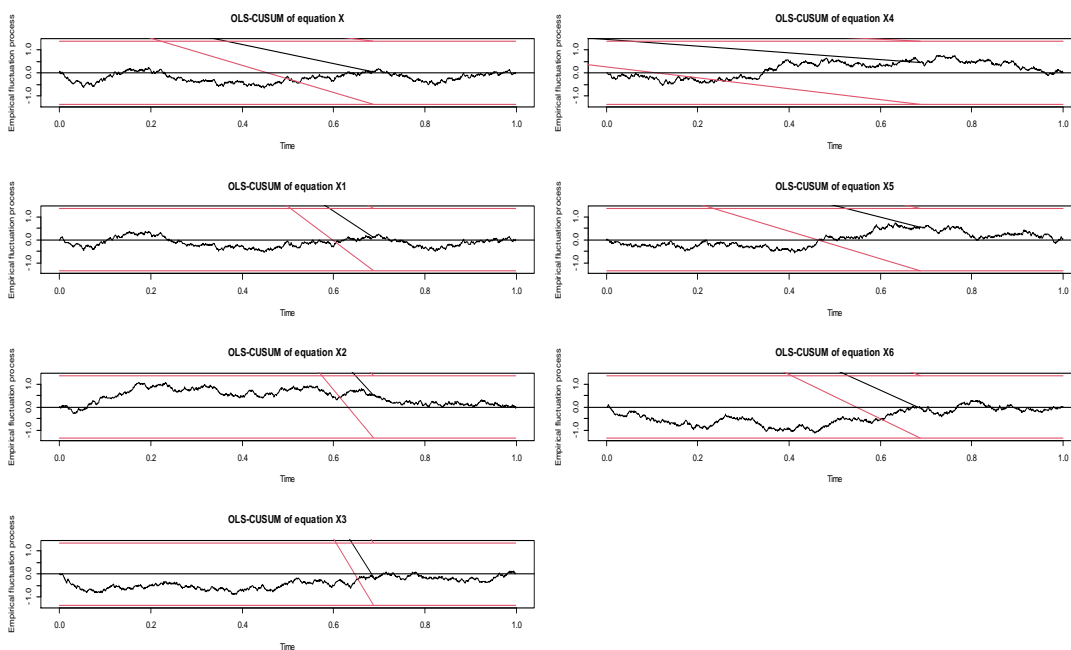 OLS-CUSUM of equation X
Empirical fluctuation process
1.0
0.0
-1.0
0.0 0.2 0.4 0.6 0.8 1.0
Time
OLS-CUSUM of equation X1
Empirical fluctuation process
1.0
0.0
-1.0
0.0 0.2 0.4 0.6 0.8 1.0
Time
OLS-CUSUM of equation X2
Empirical fluctuation process
1.0
0.0
-1.0
0.0 0.2 0.4 0.6 0.8 1.0
Time
OLS-CUSUM of equation X3
Empirical fluctuation process
1.0
0.0
-1.0
0.0 0.2 0.4 0.6 0.8 1.0
Time
OLS-CUSUM of equation X4
Empirical fluctuation process
1.0
0.0
-1.0
0.0 0.2 0.4 0.6 0.8 1.0
Time
OLS-CUSUM of equation X5
Empirical fluctuation process
1.0
0.0
-1.0
0.0 0.2 0.4 0.6 0.8 1.0
Time
OLS-CUSUM of equation X6
Empirical fluctuation process
1.0
0.0
-1.0
0.0 0.2 0.4 0.6 0.8 1.0
Time